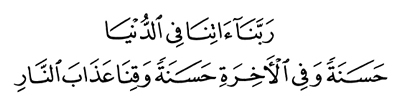 رَبَّنَآ ءَاتِنَا فِى ٱلدُّنْيَا
حَسَنَةً وَفِى ٱلْأَخِرَةِ حَسَنَةً وَقِنَا عَذَابَ ٱلنَّارِ